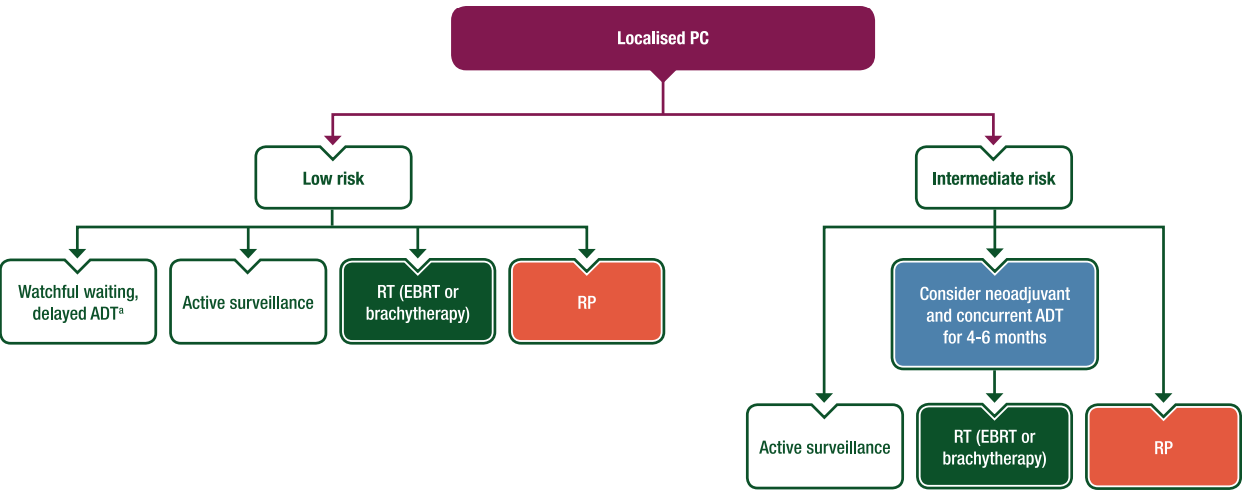 Localised PC
Low risk
Intermediate risk
Watchful waiting,
delayed ADTᵃ
Active surveillance
RT (EBRT or
brachytherapy)
RP
Consider neoadjuvant
and concurrent ADT
for 4-6 months
Active surveillance
RT (EBRT or
brachytherapy)
RP